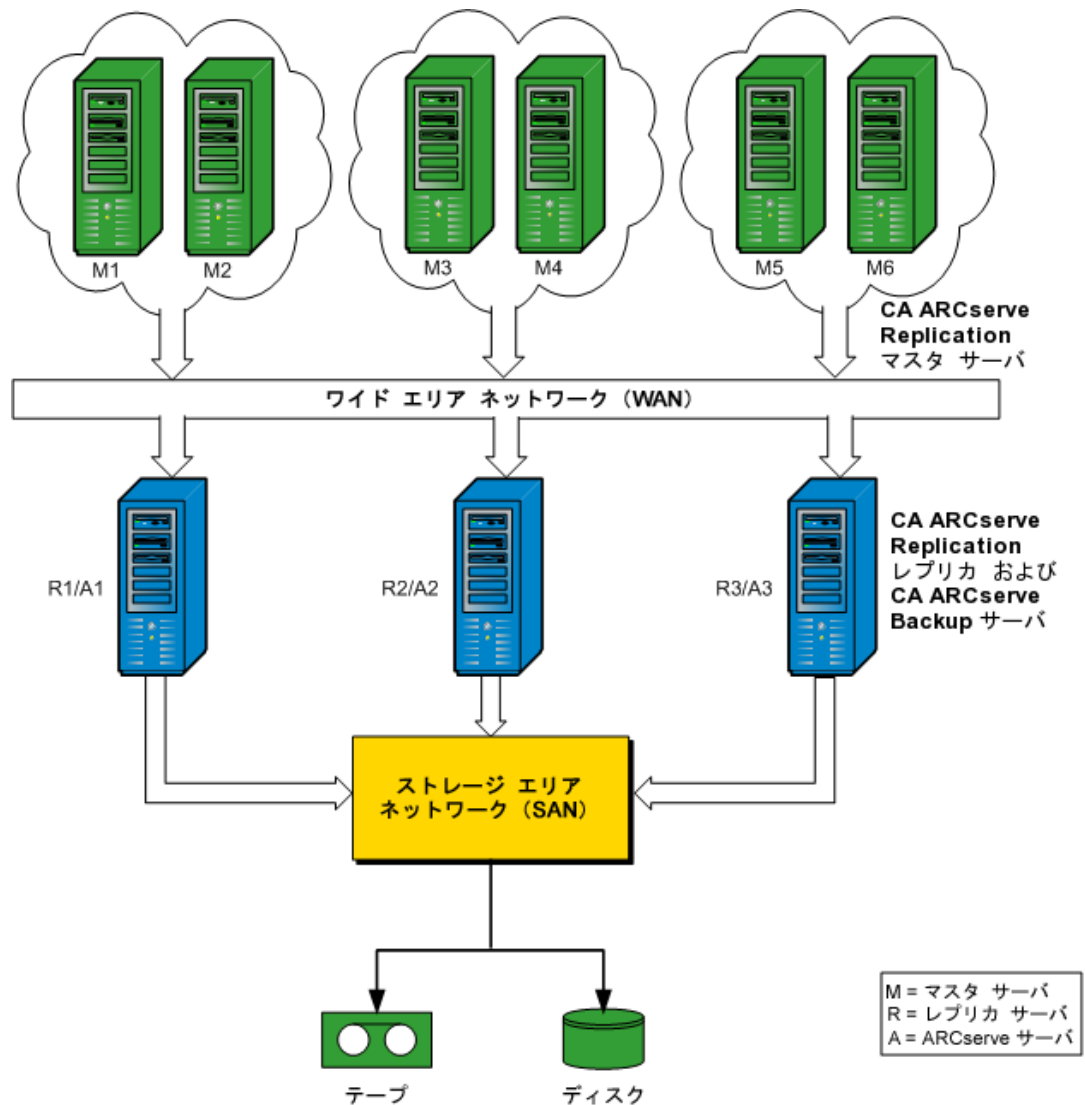 M1
M2
M3
M4
M5
M6
CA ARCserve
Replication
マスタ サーバ
ワイド エリア ネットワーク (WAN)
R1/A1
R2/A2
R3/A3
CA ARCserve
Replication
レプリカ および
CA ARCserve
Backup サーバ
ストレージ エリア
ネットワーク (SAN)
M = マスタ サーバ
R = レプリカ サーバ
A = ARCserve サーバ
テープ
ディスク